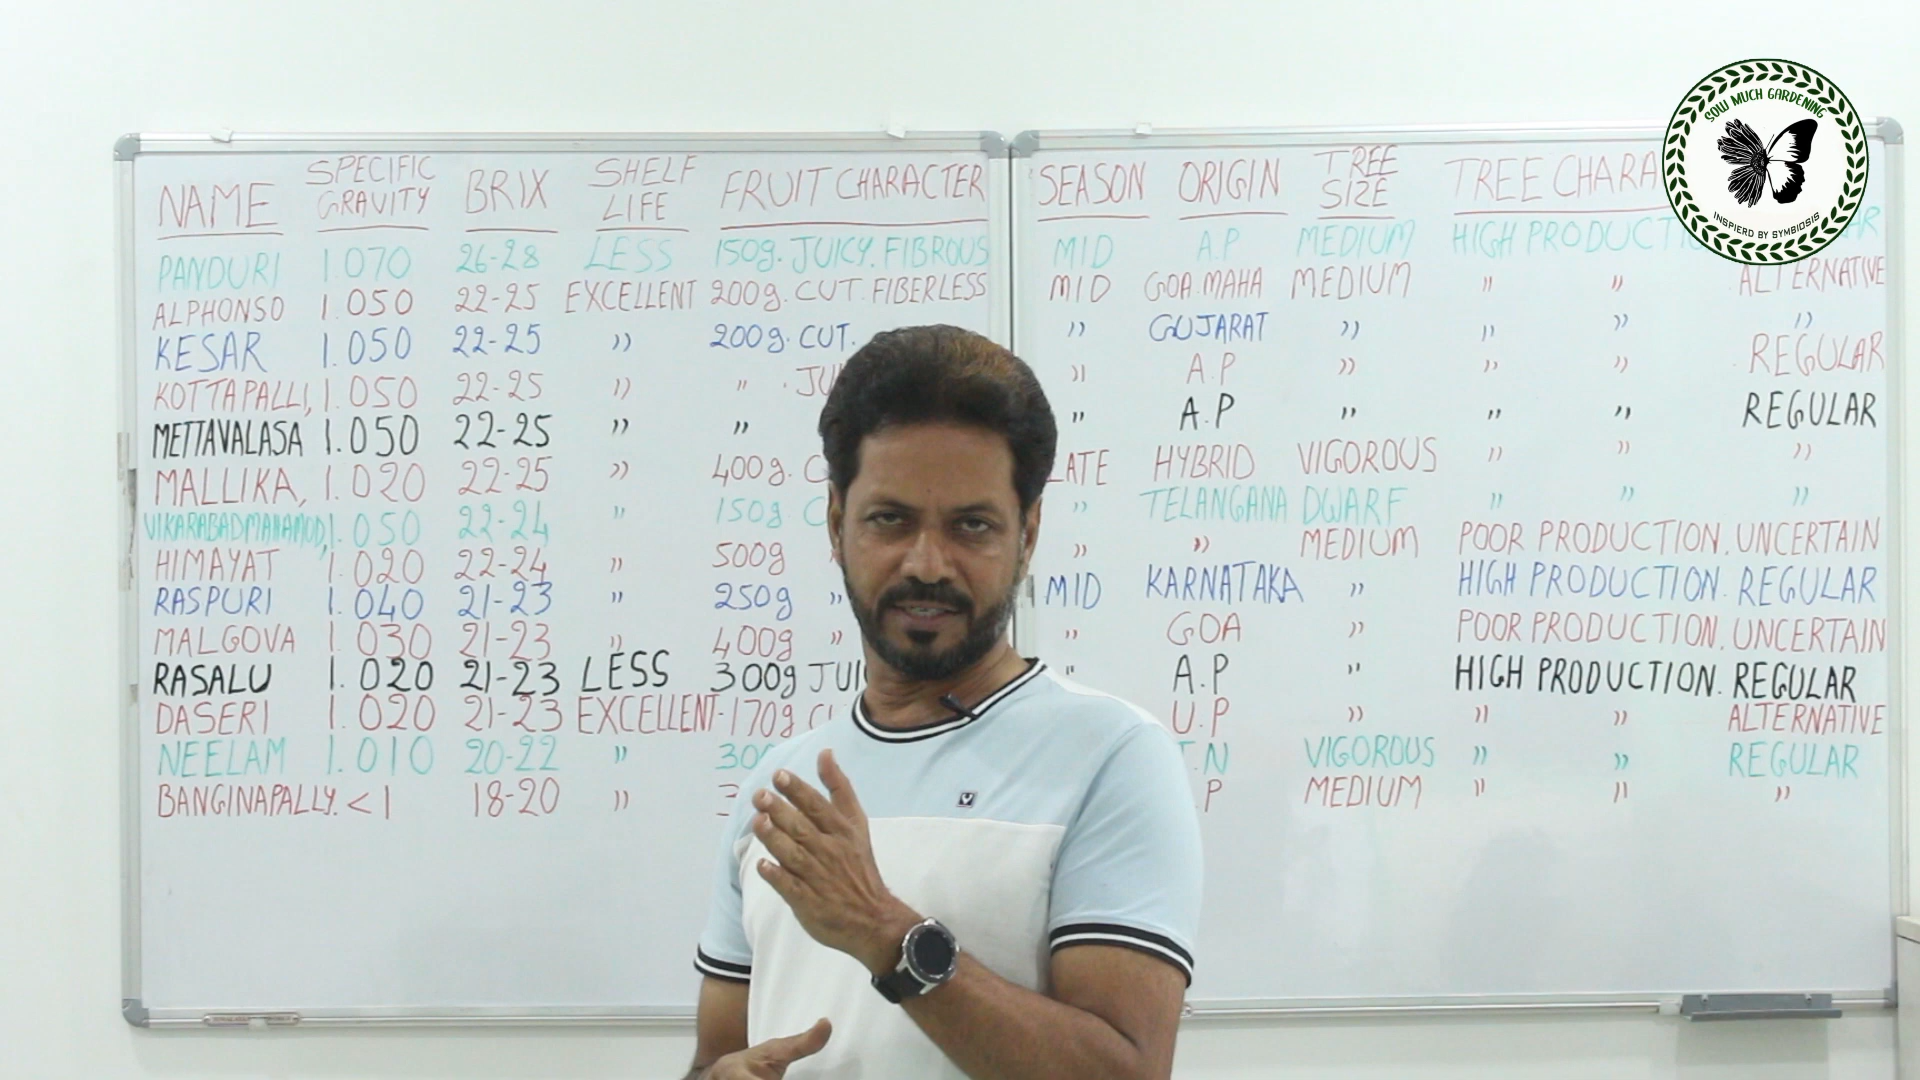 SOW MUCH GARDENING
INSPIERD BY SYMBIOSIS
NAME SPECIFIC GRAVITY BRIX SHELF LIFE FRUIT CHARACTER SEASON ORIGIN TREE SIZE TREE CHARA
PANDURI 1.070 26-28 LESS 150g. JUICY. FIBROUS MID A.P MEDIUM HIGH PRODUCTI
ALPHONSO 1.050 22-25 EXCELLENT 200g. CUT. FIBERLESS MID GOA.MAHA MEDIUM " " ALTERNATIVE
KESAR 1.050 22-25 " 200g. CUT. " GUJARAT " " " "
KOTTAPALLI, 1.050 22-25 " " . JU " A.P " " " REGULAR
METTAVALASA 1.050 22-25 " " " A.P " " " REGULAR
MALLIKA, 1.020 22-25 " 400g. C LATE HYBRID VIGOROUS " " "
VIKARABADMAHAMOD, 1.050 22-24 " 150g. C " TELANGANA DWARF " " "
HIMAYAT 1.020 22-24 " 500g " " MEDIUM POOR PRODUCTION. UNCERTAIN
RASPURI 1.040 21-23 " 250g " MID KARNATAKA " HIGH PRODUCTION. REGULAR
MALGOVA 1.030 21-23 " 400g " " GOA " POOR PRODUCTION. UNCERTAIN
RASALU 1.020 21-23 LESS 300g JUI " A.P " HIGH PRODUCTION. REGULAR
DASERI 1.020 21-23 EXCELLENT-170g CU U.P " " " ALTERNATIVE
NEELAM 1.010 20-22 " 300 .N VIGOROUS " " REGULAR
BANGINAPALLY. <1 18-20 " 3 P MEDIUM " " "